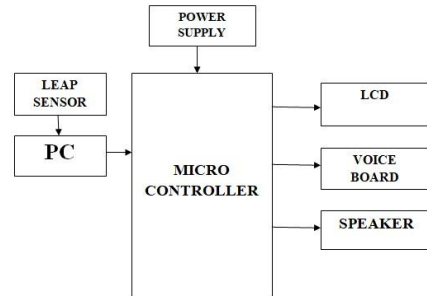 POWER
SUPPLY
LEAP
SENSOR
PC
MICRO
CONTROLLER
LCD
VOICE
BOARD
SPEAKER